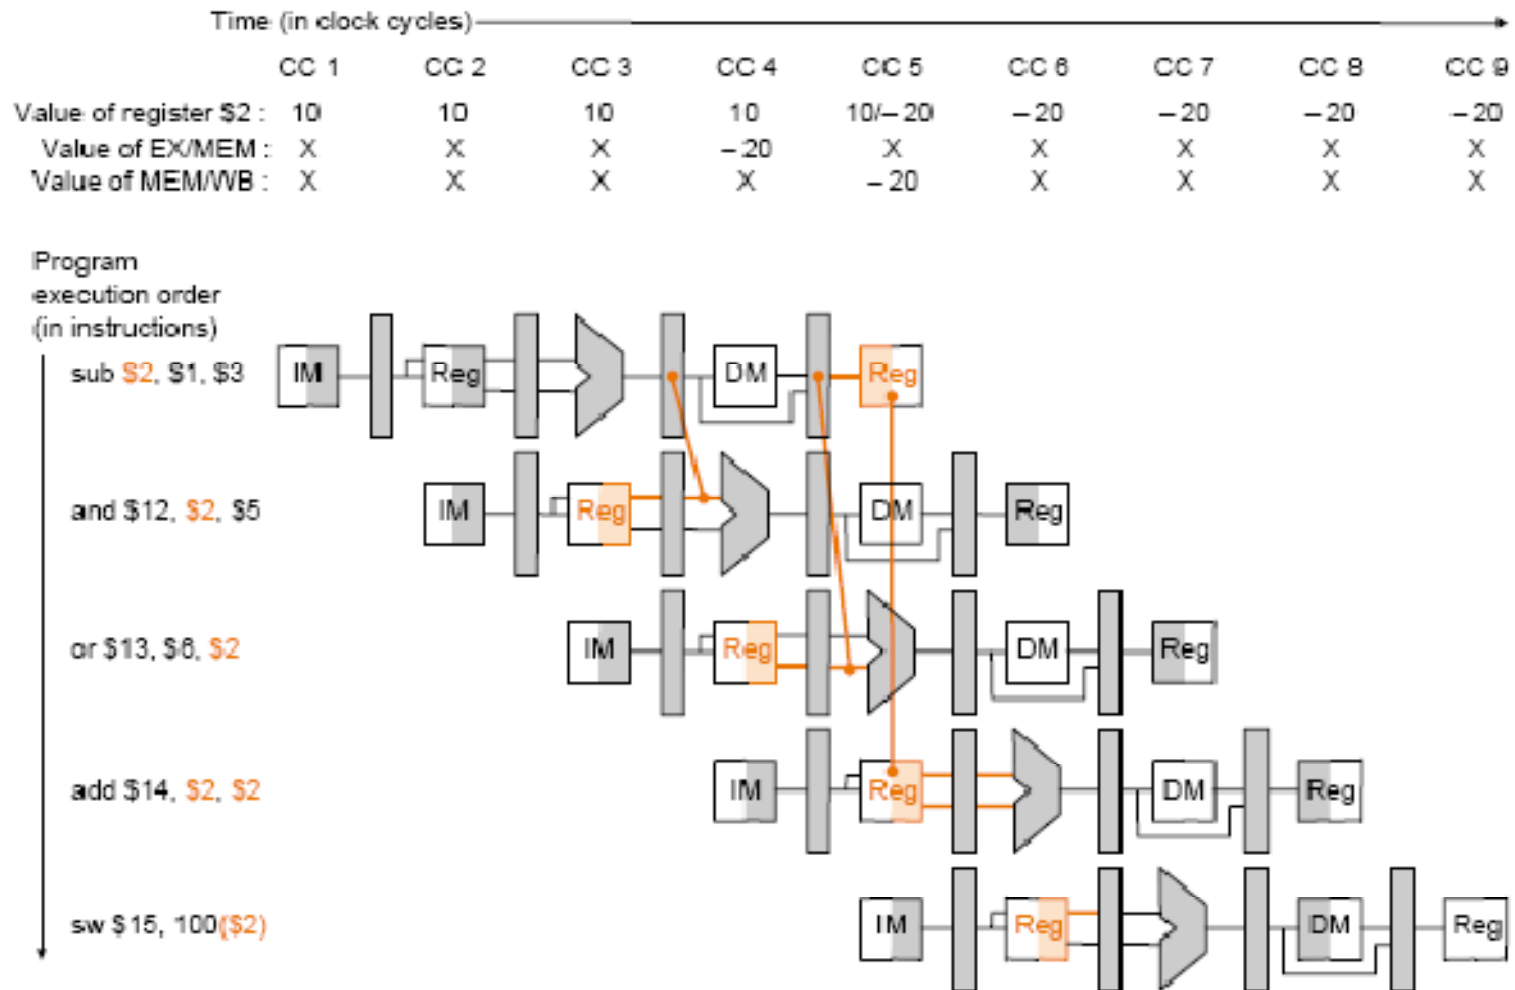 Time (in clock cycles)
CC 1 CC 2 CC 3 CC 4 CC 5 CC 6 CC 7 CC 8 CC 9
Value of register $2 : 10 10 10 10 10/– 20 – 20 – 20 – 20 – 20
Value of EX/MEM : X X X – 20 X X X X X
Value of MEM/WB : X X X X – 20 X X X X
Program
execution order
(in instructions)
sub $2, $1, $3 IM Reg DM Reg
and $12, $2, $5 IM Reg DM Reg
or $13, $6, $2 IM Reg DM Reg
add $14, $2, $2 IM Reg DM Reg
sw $15, 100($2) IM Reg DM Reg